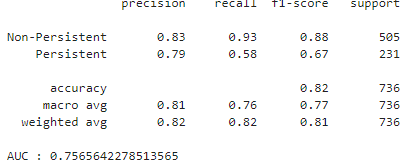 precision recall f1-score support
Non-Persistent 0.83 0.93 0.88 505
Persistent 0.79 0.58 0.67 231
accuracy 0.82 736
macro avg 0.81 0.76 0.77 736
weighted avg 0.82 0.82 0.81 736
AUC : 0.7565642278513565